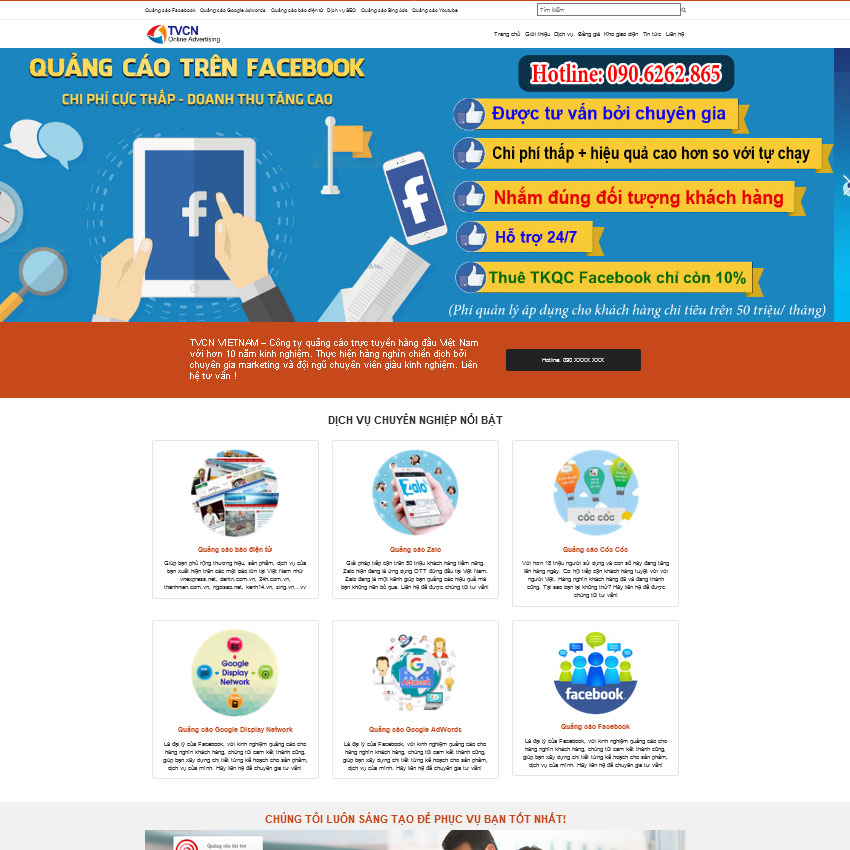 Quảng cáo Facebook Quảng cáo Google Adwords Quảng cáo báo điện tử Dịch vụ SEO Quảng cáo Bing Ads Quảng cáo Youtube
Tìm kiếm
TVCN
Online Advertising
Trang chủ Giới thiệu Dịch vụ Bảng giá Kho giao diện Tin tức Liên hệ
QUẢNG CÁO TRÊN FACEBOOK
CHI PHÍ CỰC THẤP - DOANH THU TĂNG CAO
Hotline: 090.6262.865
Được tư vấn bởi chuyên gia
Chi phí thấp + hiệu quả cao hơn so với tự chạy
Nhắm đúng đối tượng khách hàng
Hỗ trợ 24/7
Thuê TKQC Facebook chỉ còn 10%
(Phí quản lý áp dụng cho khách hàng chi tiêu trên 50 triệu/ tháng)
TVCN VIETNAM – Công ty quảng cáo trực tuyến hàng đầu Việt Nam
với hơn 10 năm kinh nghiệm. Thực hiện hàng nghìn chiến dịch bởi
chuyên gia marketing và đội ngũ chuyên viên giàu kinh nghiệm. Liên
hệ tư vấn !
Hotline: 090 XXXX XXX
DỊCH VỤ CHUYÊN NGHIỆP NỔI BẬT
Zalo
CỐC CỐC
Quảng cáo báo điện tử
Giúp bạn phủ rộng thương hiệu, sản phẩm, dịch vụ của
bạn xuất hiện trên các mặt báo lớn tại Việt Nam như
vnexpress.net, dantri.com.vn, 24h.com.vn,
thanhnien.com.vn, ngoisao.net, kenh14.vn, zing.vn....vv
Quảng cáo Zalo
Giải pháp tiếp cận trên 50 triệu khách hàng tiềm năng.
Zalo hiện đang là ứng dụng OTT đứng đầu tại Việt Nam.
Zalo đang là một kênh giúp bạn quảng cáo hiệu quả mà
bạn không nên bỏ qua. Liên hệ để được chúng tôi tư vấn!
Quảng cáo Cốc Cốc
Với hơn 18 triệu người sử dụng và con số này đang tăng
lên hàng ngày. Cơ hội tiếp cận khách hàng tuyệt vời với
người Việt. Hàng nghìn khách hàng đã và đang thành
công. Tại sao bạn lại không thử? Hãy liên hệ để được
chúng tôi tư vấn!
Google
Display
Network
G
AdWords
facebook
Quảng cáo Google Display Network
Là đại lý của Facebook, với kinh nghiệm quảng cáo cho
hàng nghìn khách hàng, chúng tôi cam kết thành công,
giúp bạn xây dựng chi tiết từng kế hoạch cho sản phẩm,
dịch vụ của mình. Hãy liên hệ để chuyên gia tư vấn!
Quảng cáo Google AdWords
Là đại lý của Facebook, với kinh nghiệm quảng cáo cho
hàng nghìn khách hàng, chúng tôi cam kết thành công,
giúp bạn xây dựng chi tiết từng kế hoạch cho sản phẩm,
dịch vụ của mình. Hãy liên hệ để chuyên gia tư vấn!
Quảng cáo Facebook
Là đại lý của Facebook, với kinh nghiệm quảng cáo cho
hàng nghìn khách hàng, chúng tôi cam kết thành công,
giúp bạn xây dựng chi tiết từng kế hoạch cho sản phẩm,
dịch vụ của mình. Hãy liên hệ để chuyên gia tư vấn!
CHÚNG TÔI LUÔN SÁNG TẠO ĐỂ PHỤC VỤ BẠN TỐT NHẤT!
Quảng cáo tài trợ